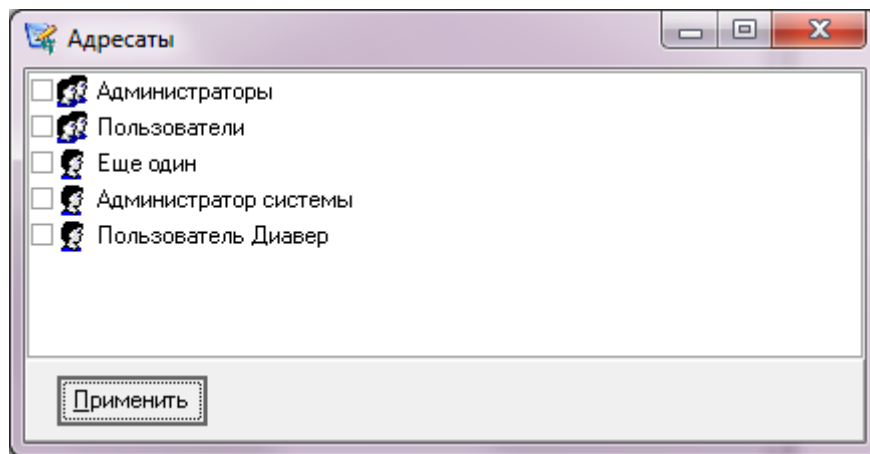 Адресаты
Администраторы
Пользователи
Еще один
Администратор системы
Пользователь Диавер
Применить